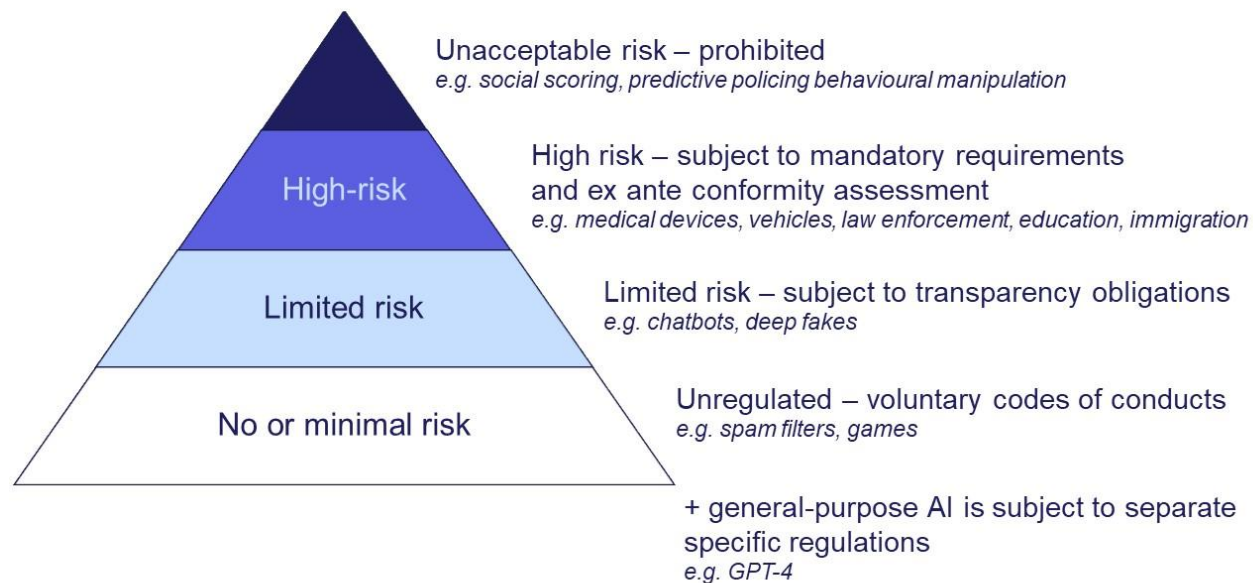 Unacceptable risk – prohibited
e.g. social scoring, predictive policing behavioural manipulation
High risk – subject to mandatory requirements
and ex ante conformity assessment
e.g. medical devices, vehicles, law enforcement, education, immigration
High-risk
Limited risk – subject to transparency obligations
e.g. chatbots, deep fakes
Limited risk
Unregulated – voluntary codes of conducts
e.g. spam filters, games
No or minimal risk
+ general-purpose AI is subject to separate
specific regulations
e.g. GPT-4